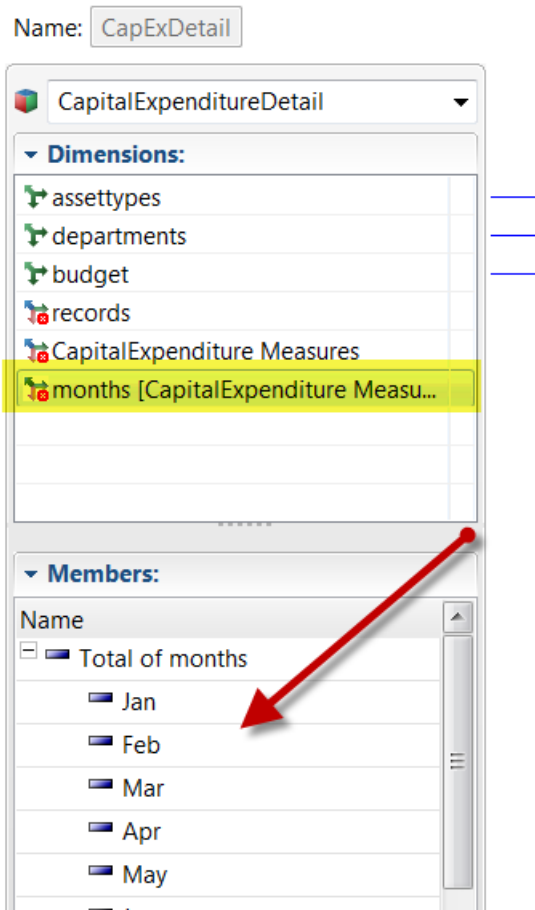 Name: CapExDetail
CapitalExpenditureDetail
Dimensions:
assettypes
departments
budget
records
CapitalExpenditure Measures
months [CapitalExpenditure Measu...
Members:
Name
Total of months
Jan
Feb
Mar
Apr
May